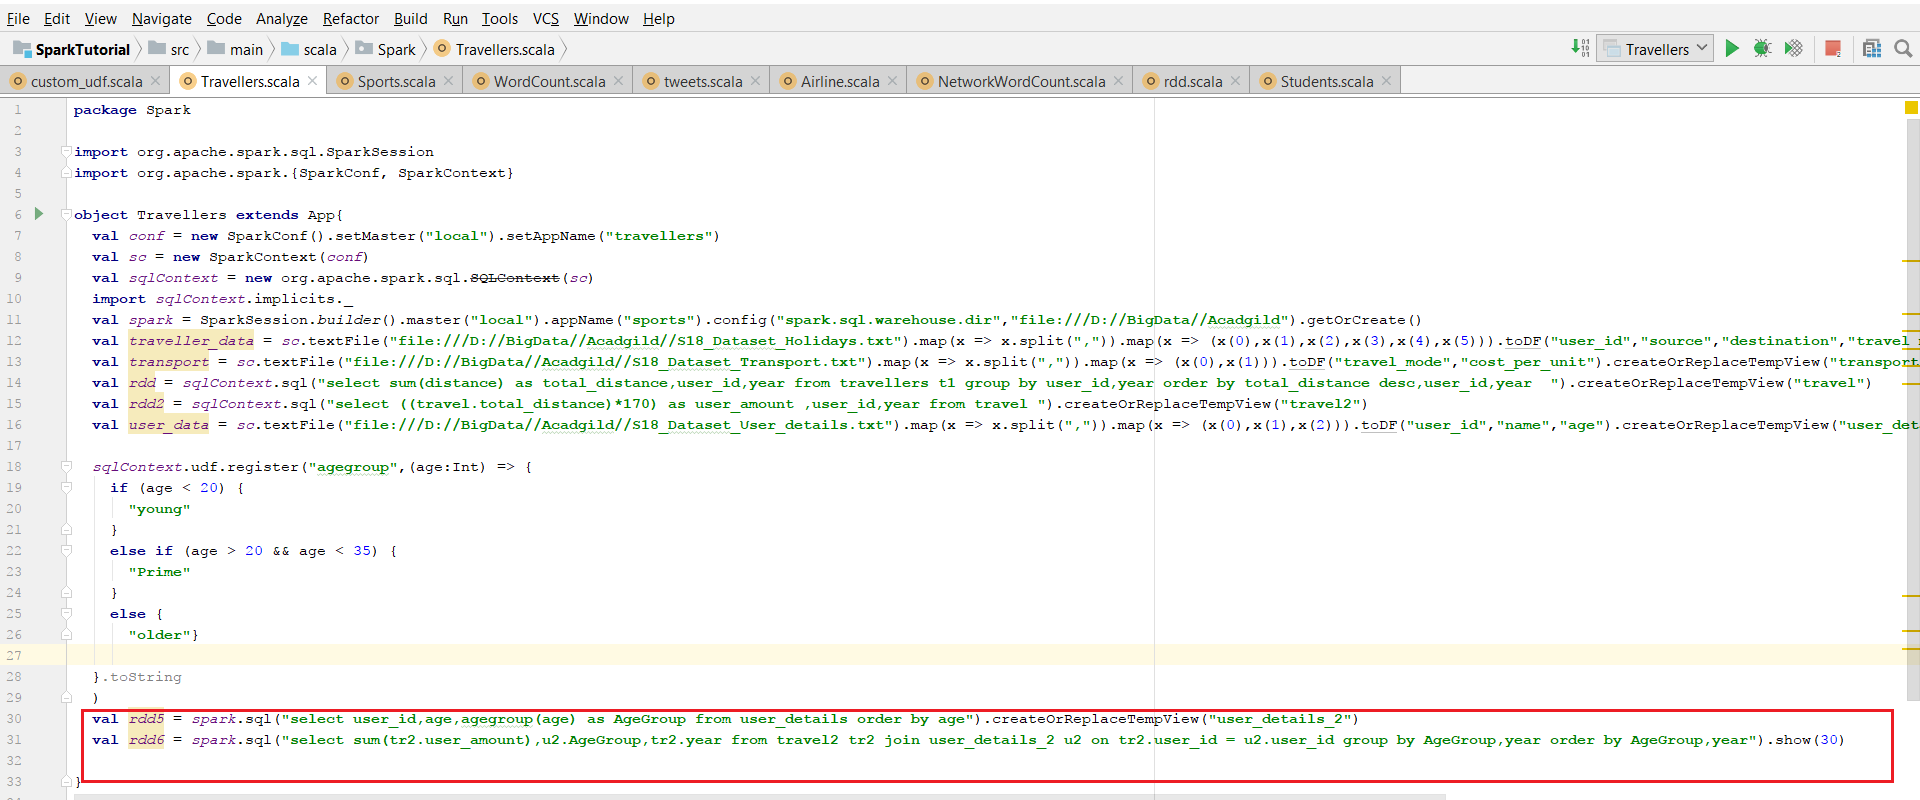 File Edit View Navigate Code Analyze Refactor Build Run Tools VCS Window Help
SparkTutorial src main scala Spark Travellers.scala Travellers
custom_udf.scala Travellers.scala Sports.scala WordCount.scala tweets.scala Airline.scala NetworkWordCount.scala rdd.scala Students.scala
1 package Spark
2
3 import org.apache.spark.sql.SparkSession
4 import org.apache.spark.{SparkConf, SparkContext}
5
6 object Travellers extends App{
7 val conf = new SparkConf().setMaster("local").setAppName("travellers")
8 val sc = new SparkContext(conf)
9 val sqlContext = new org.apache.spark.sql.SQLContext(sc)
10 import sqlContext.implicits._
11 val spark = SparkSession.builder().master("local").appName("sports").config("spark.sql.warehouse.dir","file:///D://BigData//Acadgild").getOrCreate()
12 val traveller_data = sc.textFile("file:///D://BigData//Acadgild//S18_Dataset_Holidays.txt").map(x => x.split(",")).map(x => (x(0),x(1),x(2),x(3),x(4),x(5))).toDF("user_id","source","destination","travel
13 val transport = sc.textFile("file:///D://BigData//Acadgild//S18_Dataset_Transport.txt").map(x => x.split(",")).map(x => (x(0),x(1))).toDF("travel_mode","cost_per_unit").createOrReplaceTempView("transport
14 val rdd = sqlContext.sql("select sum(distance) as total_distance,user_id,year from travellers t1 group by user_id,year order by total_distance desc,user_id,year ").createOrReplaceTempView("travel")
15 val rdd2 = sqlContext.sql("select ((travel.total_distance)*170) as user_amount ,user_id,year from travel ").createOrReplaceTempView("travel2")
16 val user_data = sc.textFile("file:///D://BigData//Acadgild//S18_Dataset_User_details.txt").map(x => x.split(",")).map(x => (x(0),x(1),x(2))).toDF("user_id","name","age").createOrReplaceTempView("user_det
17
18 sqlContext.udf.register("agegroup",(age:Int) => {
19 if (age < 20) {
20 "young"
21 }
22 else if (age > 20 && age < 35) {
23 "Prime"
24 }
25 else {
26 "older"}
27
28 }.toString
29 )
30 val rdd5 = spark.sql("select user_id,age,agegroup(age) as AgeGroup from user_details order by age").createOrReplaceTempView("user_details_2")
31 val rdd6 = spark.sql("select sum(tr2.user_amount),u2.AgeGroup,tr2.year from travel2 tr2 join user_details_2 u2 on tr2.user_id = u2.user_id group by AgeGroup,year order by AgeGroup,year").show(30)
32
33 }